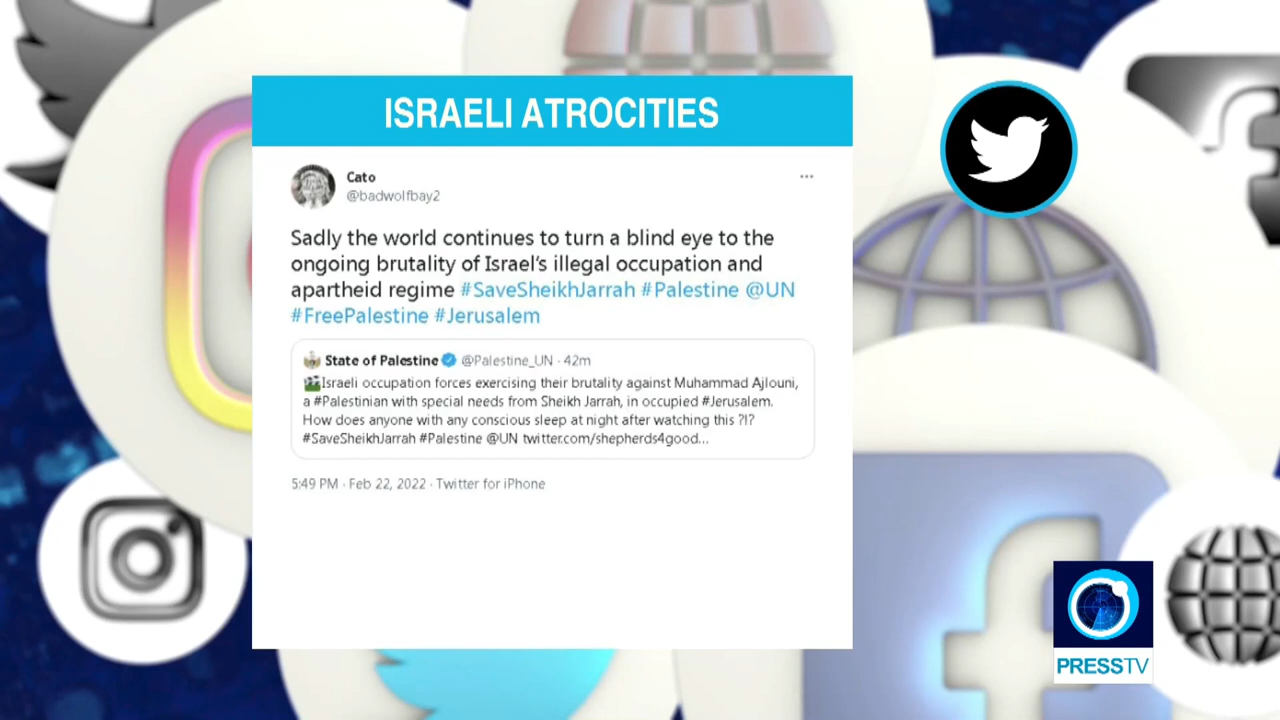 ISRAELI ATROCITIES
Cato
@badwolfbay2
Sadly the world continues to turn a blind eye to the
ongoing brutality of Israel's illegal occupation and
apartheid regime #SaveSheikhJarrah #Palestine @UN
#FreePalestine #Jerusalem
State of Palestine @Palestine_UN · 42m
Israeli occupation forces exercising their brutality against Muhammad Ajlouni,
a #Palestinian with special needs from Sheikh Jarrah, in occupied #Jerusalem.
How does anyone with any conscious sleep at night after watching this ?!?
#SaveSheikhJarrah #Palestine @UN twitter.com/shepherds4good...
5:49 PM · Feb 22, 2022 · Twitter for iPhone
PRESSTV